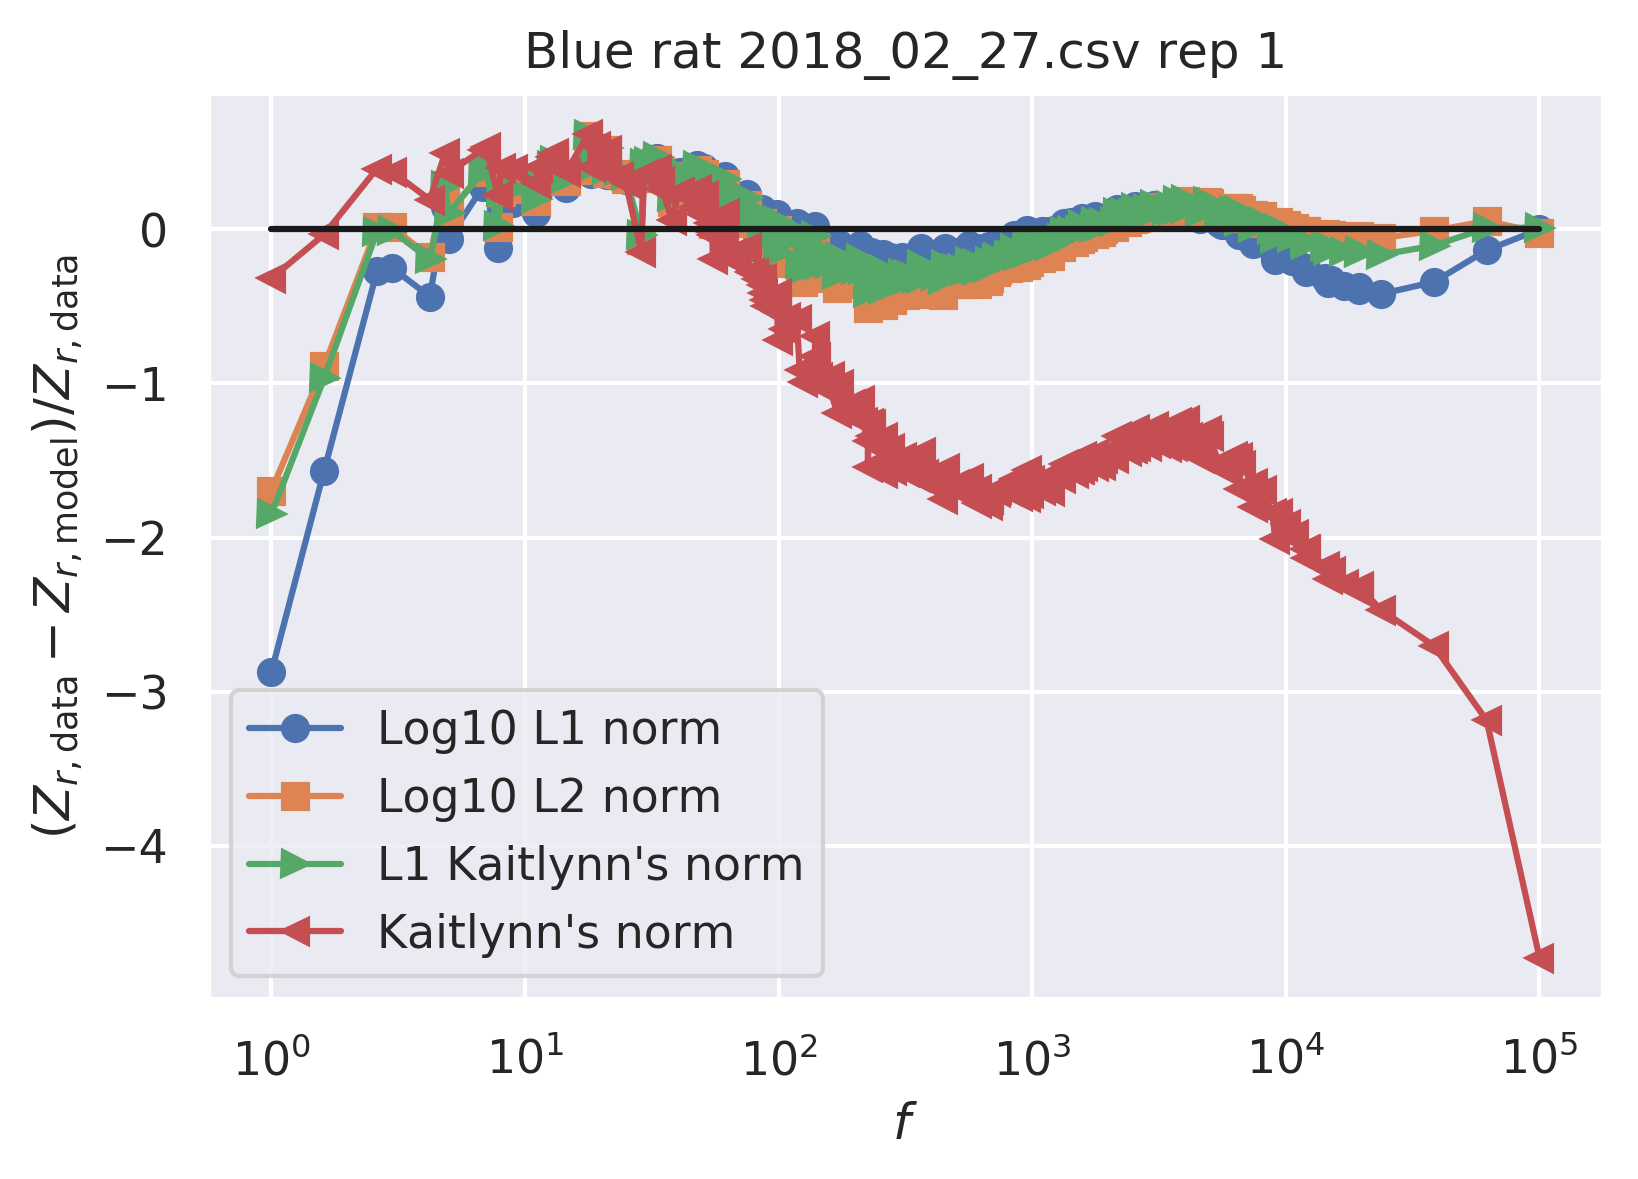 Blue rat 2018_02_27.csv rep 1
(Z_{r, data} − Z_{r, model})/Z_{r, data}
0
−1
−2
−3
−4
Log10 L1 norm
Log10 L2 norm
L1 Kaitlynn's norm
Kaitlynn's norm
10^0 10^1 10^2 10^3 10^4 10^5
f